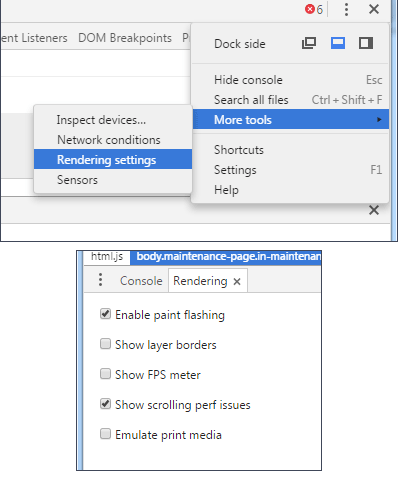 6
ent Listeners DOM Breakpoints
Dock side
Hide console Esc
Search all files Ctrl + Shift + F
More tools
Inspect devices...
Network conditions
Rendering settings
Sensors
Shortcuts
Settings F1
Help
html.js body.maintenance-page.in-maintenan
Console Rendering
Enable paint flashing
Show layer borders
Show FPS meter
Show scrolling perf issues
Emulate print media